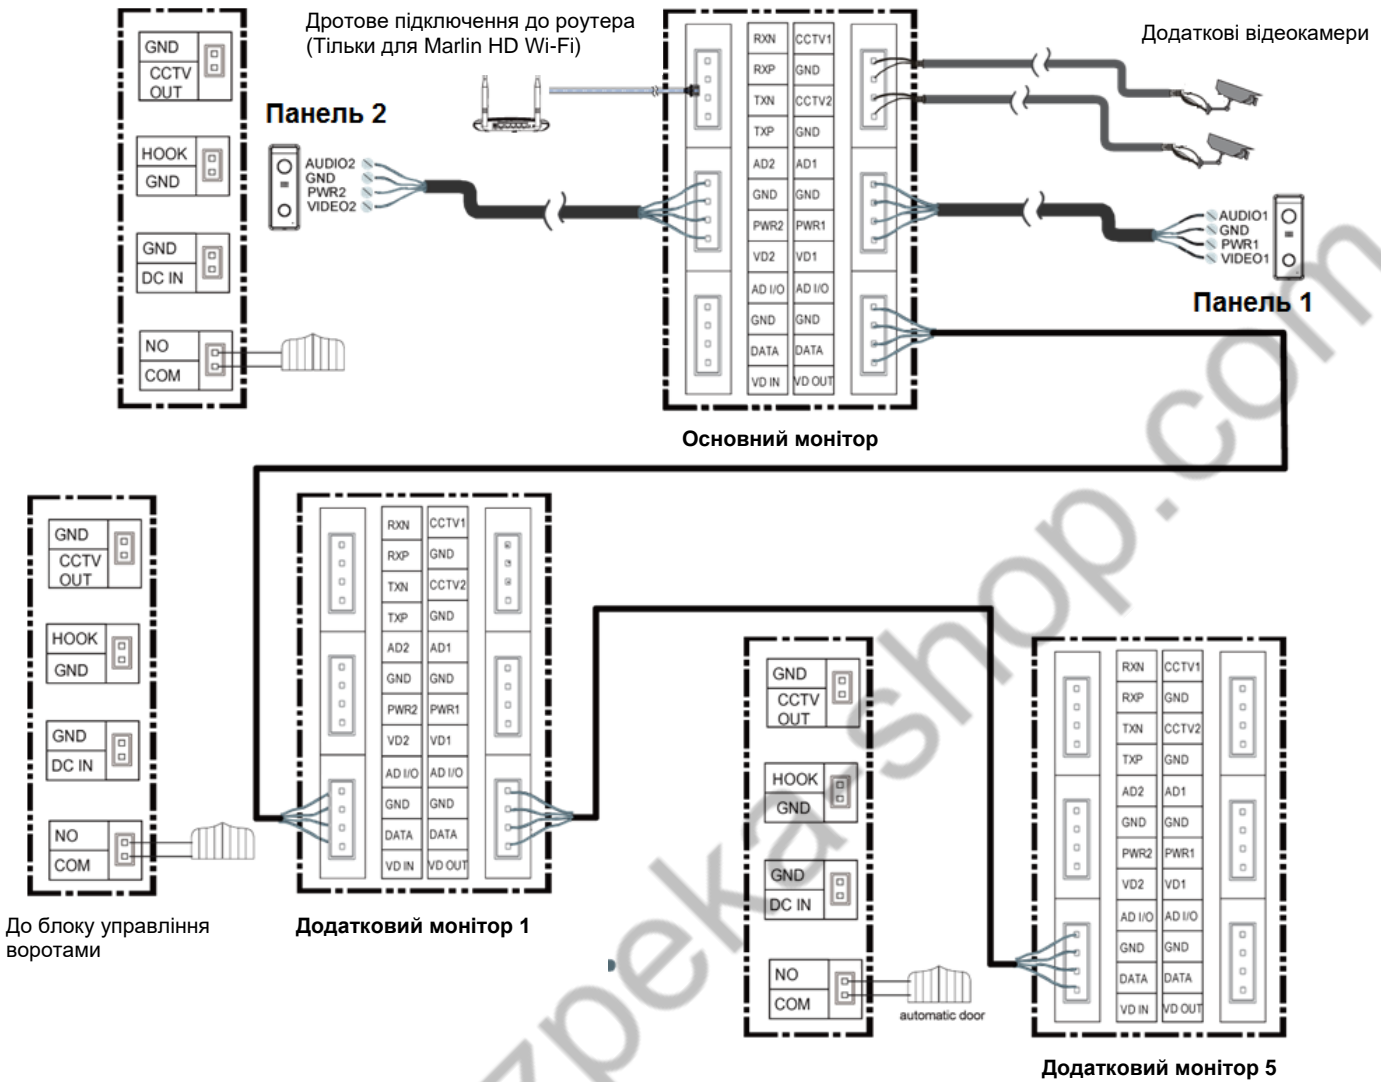 Дротове підключення до роутера
(Тільки для Marlin HD Wi-Fi)
Додаткові відеокамери
GND
CCTV
OUT
HOOK
GND
GND
DC IN
NO
COM
Панель 2
AUDIO2
GND
PWR2
VIDEO2
RXN CCTV1
RXP GND
TXN CCTV2
TXP GND
AD2 AD1
GND GND
PWR2 PWR1
VD2 VD1
AD I/O AD I/O
GND GND
DATA DATA
VD IN VD OUT
AUDIO1
GND
PWR1
VIDEO1
Панель 1
Основний монітор
GND
CCTV
OUT
HOOK
GND
GND
DC IN
NO
COM
До блоку управління
воротами
RXN CCTV1
RXP GND
TXN CCTV2
TXP GND
AD2 AD1
GND GND
PWR2 PWR1
VD2 VD1
AD I/O AD I/O
GND GND
DATA DATA
VD IN VD OUT
Додатковий монітор 1
GND
CCTV
OUT
HOOK
GND
GND
DC IN
NO
COM
automatic door
RXN CCTV1
RXP GND
TXN CCTV2
TXP GND
AD2 AD1
GND GND
PWR2 PWR1
VD2 VD1
AD I/O AD I/O
GND GND
DATA DATA
VD IN VD OUT
Додатковий монітор 5
zpeka-shop.com